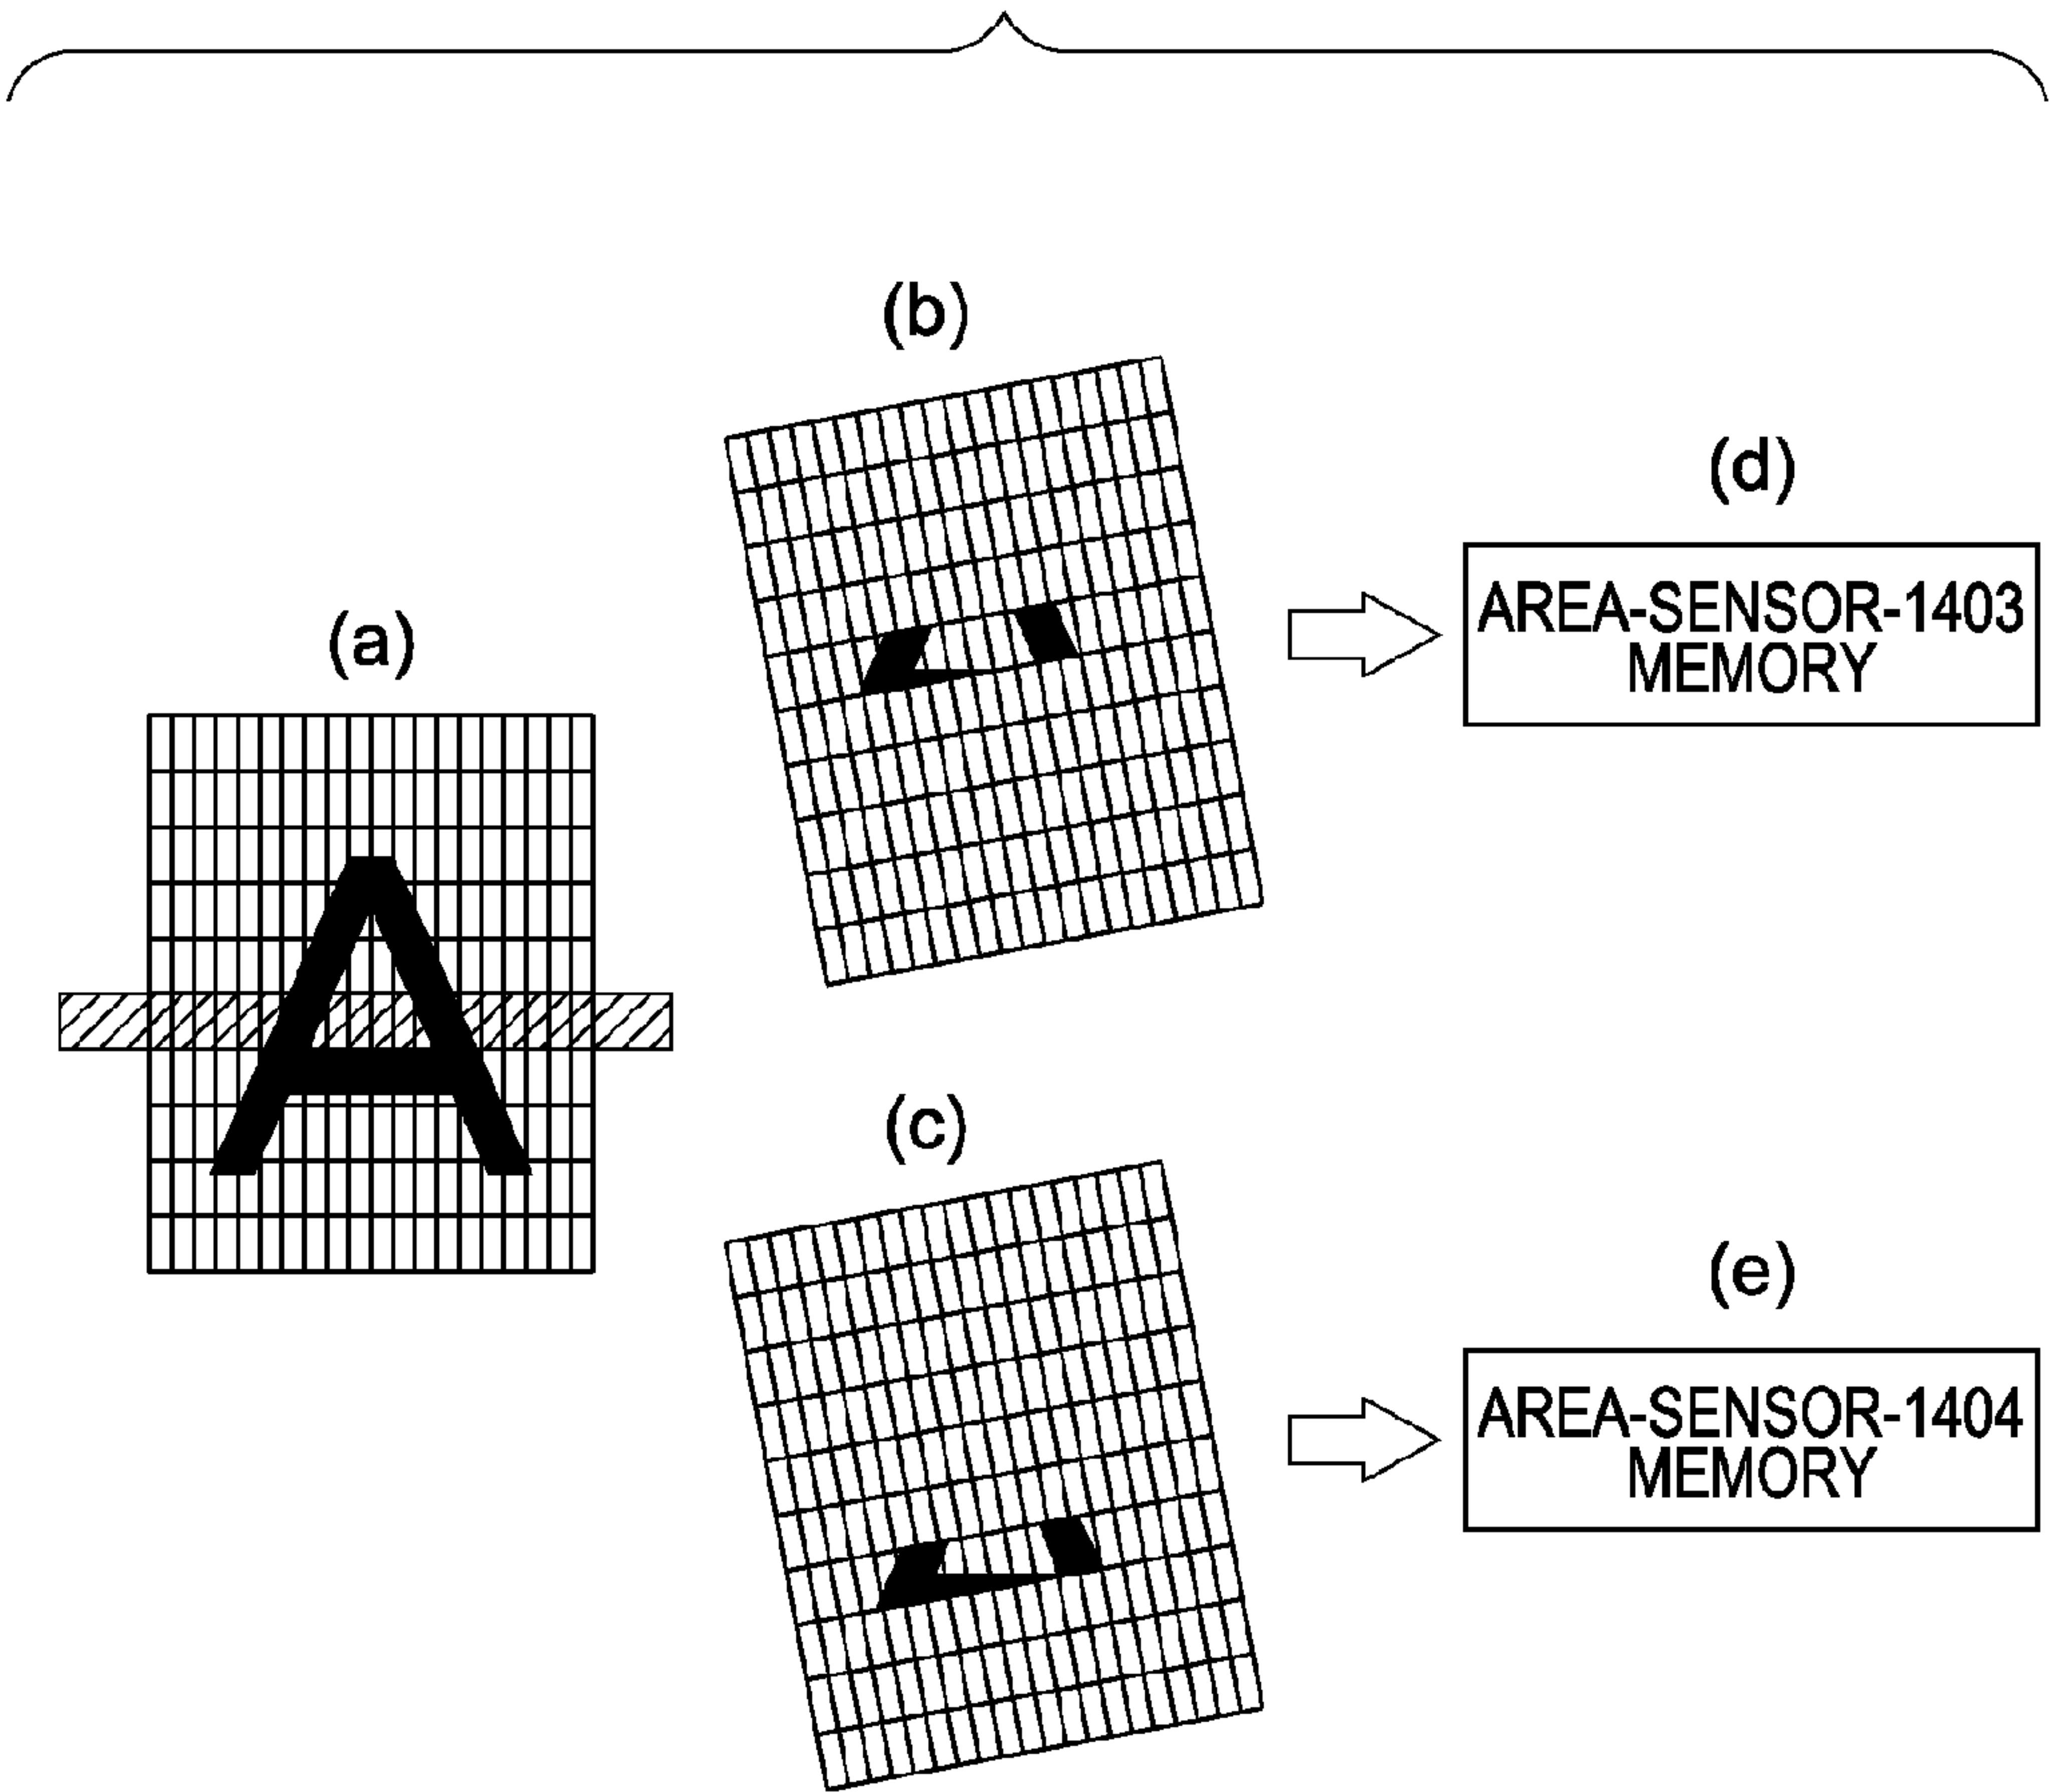 (a)
A
(b)
(c)
(d)
AREA-SENSOR-1403
MEMORY
(e)
AREA-SENSOR-1404
MEMORY